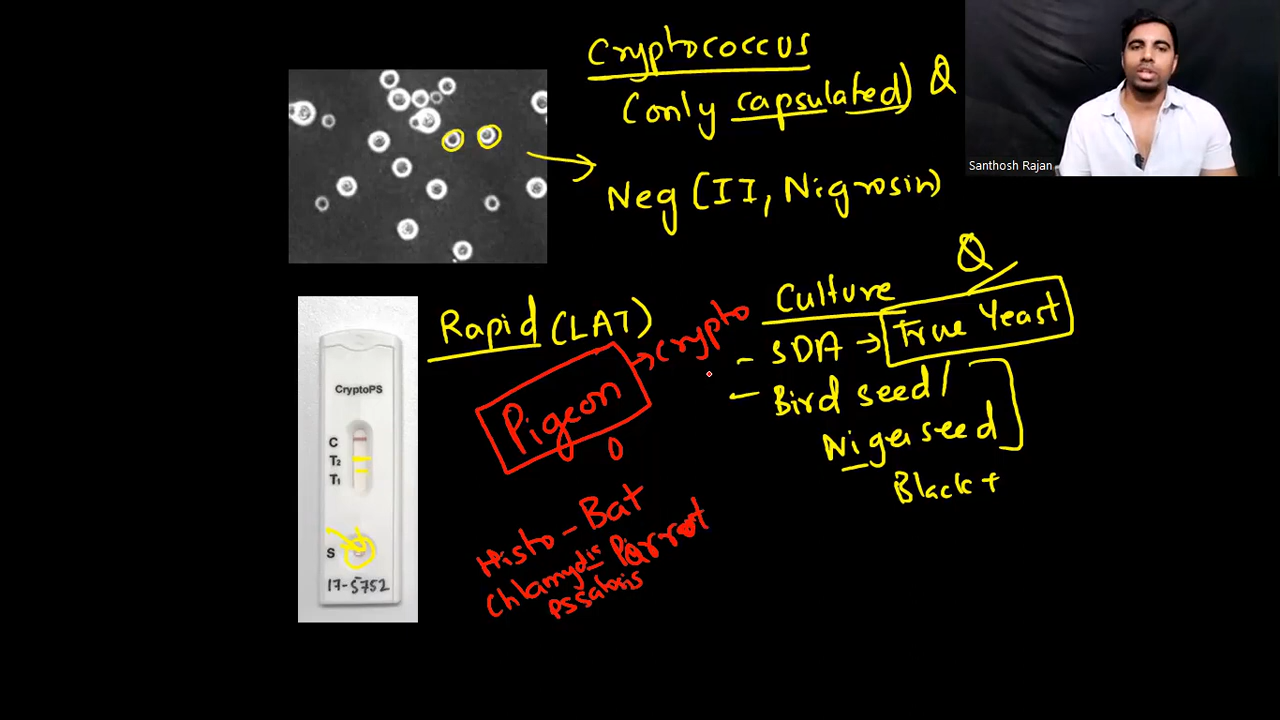 Cryptococcus
(only capsulated) Q
Neg (II, Nigrosin)
Santhosh Rajan
Rapid (LAT)
Pigeon → Crypto
Histo - Bat
Chlamydia Parrot
Culture
Q
- SDA → True Yeast
- Bird seed/
Niger seed
Black +
CryptoPS
C
T2
T1
S
17-5752